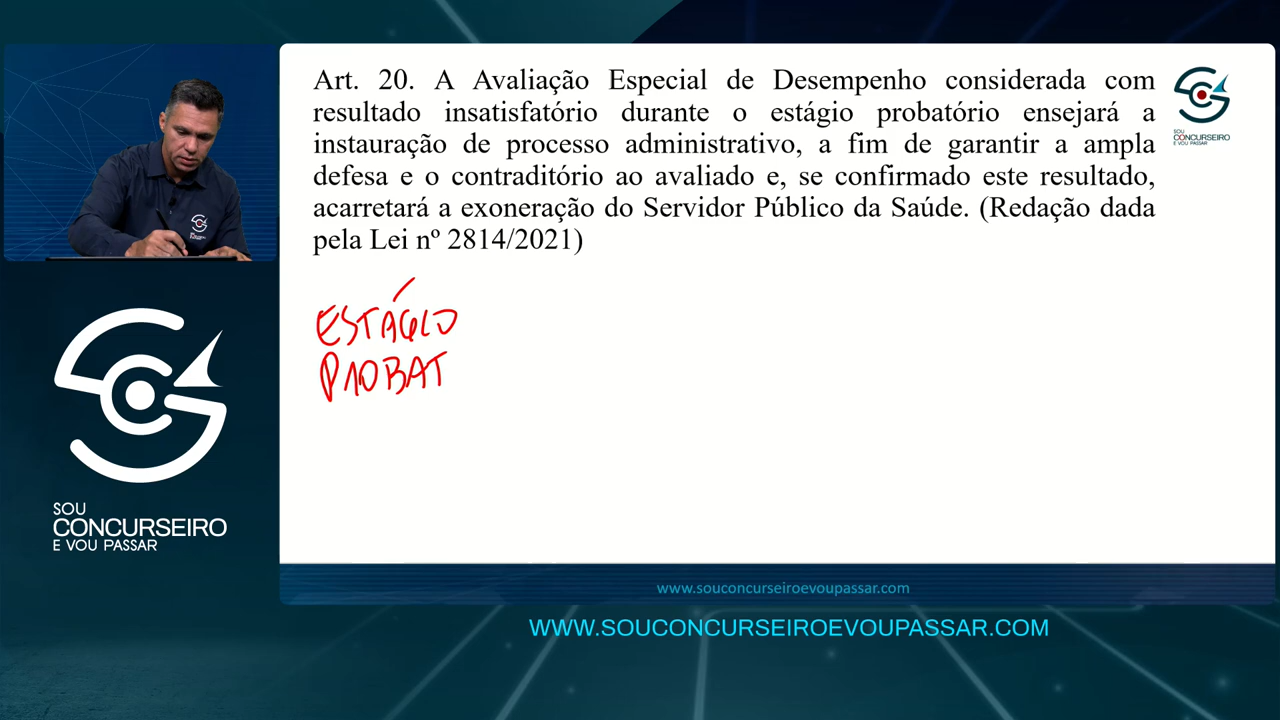 Art. 20. A Avaliação Especial de Desempenho considerada com
resultado insatisfatório durante o estágio probatório ensejará a
instauração de processo administrativo, a fim de garantir a ampla
defesa e o contraditório ao avaliado e, se confirmado este resultado,
acarretará a exoneração do Servidor Público da Saúde. (Redação dada
pela Lei nº 2814/2021)
SOU
CONCURSEIRO
E VOU PASSAR
ESTÁGIO
PROBAT
SOU
CONCURSEIRO
E VOU PASSAR
www.souconcurseiroevoupassar.com
WWW.SOUCONCURSEIROEVOUPASSAR.COM